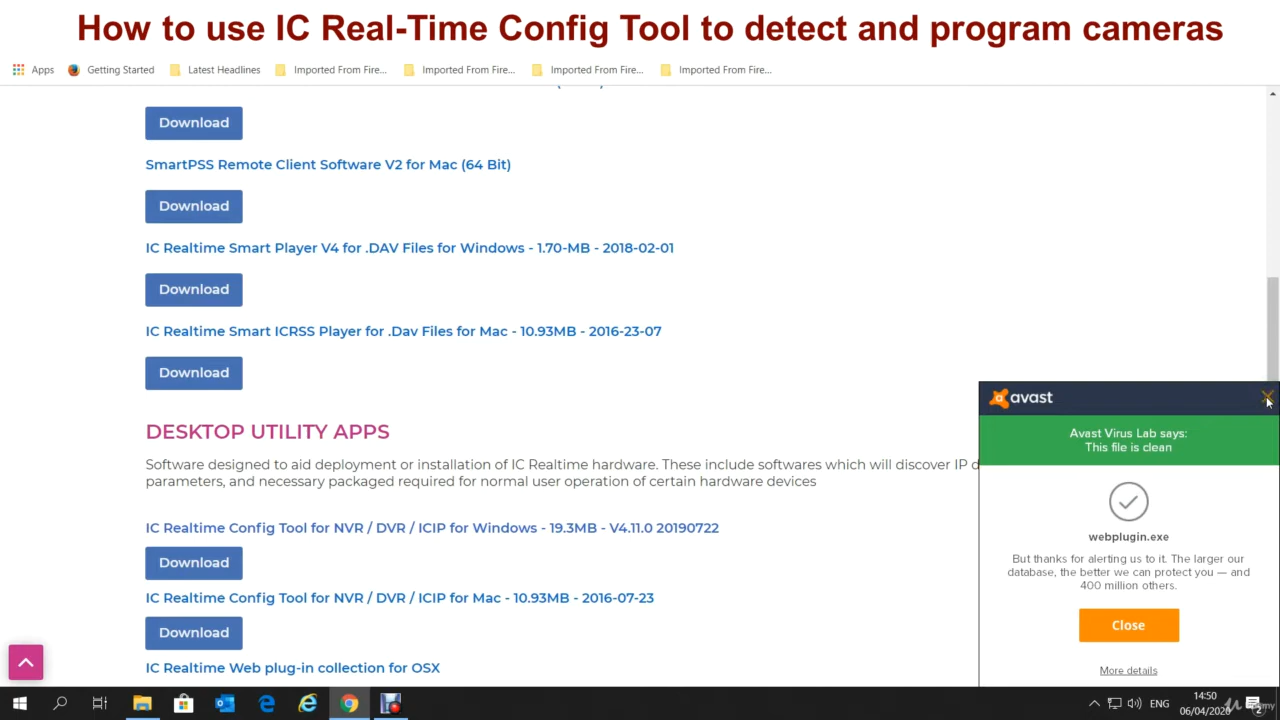 How to use IC Real-Time Config Tool to detect and program cameras
Apps Getting Started Latest Headlines Imported From Fire... Imported From Fire... Imported From Fire... Imported From Fire...
Download
SmartPSS Remote Client Software V2 for Mac (64 Bit)
Download
IC Realtime Smart Player V4 for .DAV Files for Windows - 1.70-MB - 2018-02-01
Download
IC Realtime Smart ICRSS Player for .Dav Files for Mac - 10.93MB - 2016-23-07
Download
DESKTOP UTILITY APPS
Software designed to aid deployment or installation of IC Realtime hardware. These include softwares which will discover IP d
parameters, and necessary packaged required for normal user operation of certain hardware devices
IC Realtime Config Tool for NVR / DVR / ICIP for Windows - 19.3MB - V4.11.0 20190722
Download
IC Realtime Config Tool for NVR / DVR / ICIP for Mac - 10.93MB - 2016-07-23
Download
IC Realtime Web plug-in collection for OSX
avast
Avast Virus Lab says:
This file is clean
webplugin.exe
But thanks for alerting us to it. The larger our
database, the better we can protect you — and
400 million others.
Close
More details
ENG
14:50
06/04/2020
2